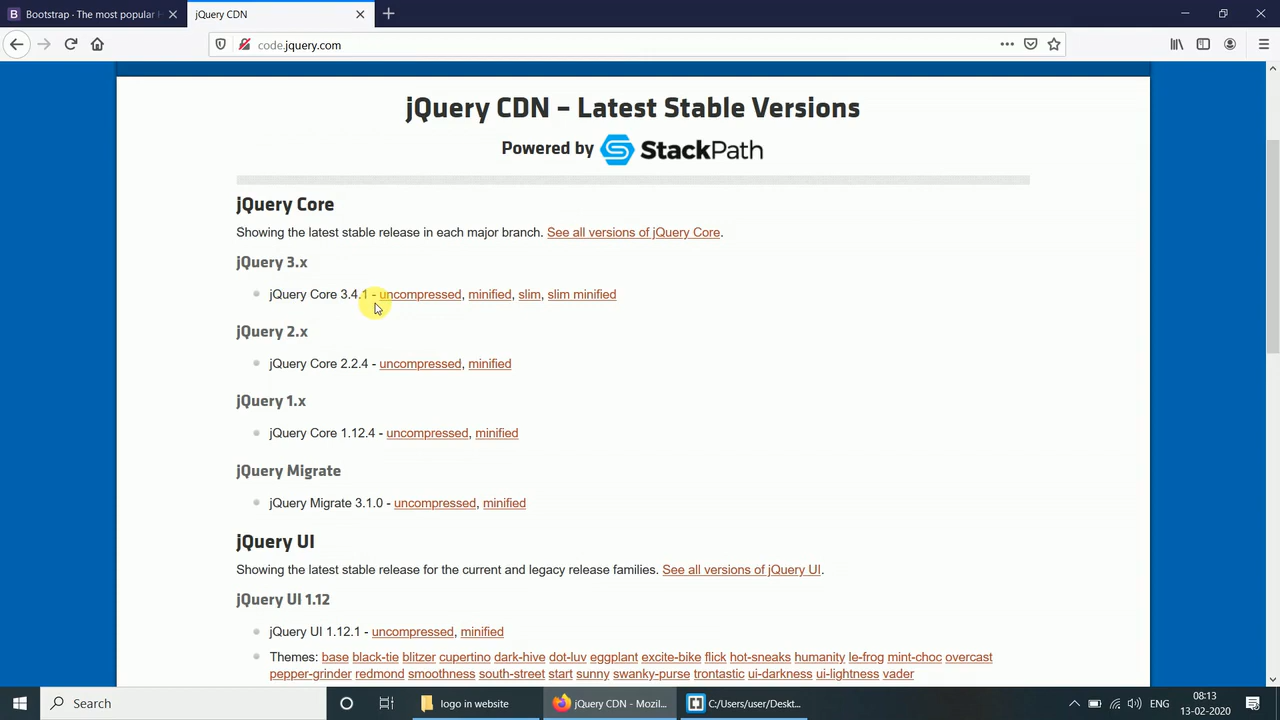 Bootstrap - The most popular H
jQuery CDN
code.jquery.com
jQuery CDN – Latest Stable Versions
Powered by StackPath
jQuery Core
Showing the latest stable release in each major branch. See all versions of jQuery Core.
jQuery 3.x
jQuery Core 3.4.1 - uncompressed, minified, slim, slim minified
jQuery 2.x
jQuery Core 2.2.4 - uncompressed, minified
jQuery 1.x
jQuery Core 1.12.4 - uncompressed, minified
jQuery Migrate
jQuery Migrate 3.1.0 - uncompressed, minified
jQuery UI
Showing the latest stable release for the current and legacy release families. See all versions of jQuery UI.
jQuery UI 1.12
jQuery UI 1.12.1 - uncompressed, minified
Themes: base black-tie blitzer cupertino dark-hive dot-luv eggplant excite-bike flick hot-sneaks humanity le-frog mint-choc overcast
pepper-grinder redmond smoothness south-street start sunny swanky-purse trontastic ui-darkness ui-lightness vader
Search
logo in website
jQuery CDN - Mozil...
C:/Users/user/Deskt...
ENG
08:13
13-02-2020